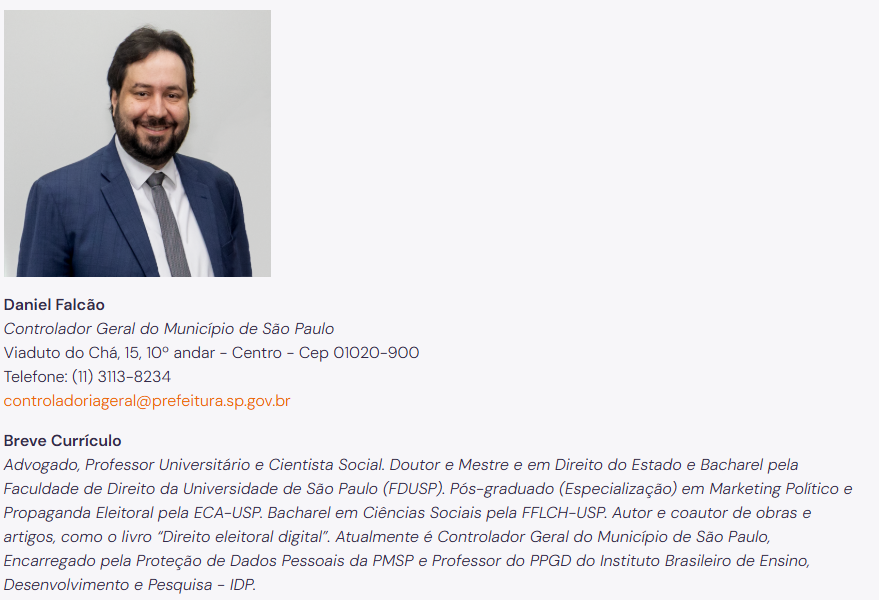 Daniel Falcão
Controlador Geral do Município de São Paulo
Viaduto do Chá, 15, 10º andar - Centro - Cep 01020-900
Telefone: (11) 3113-8234
controladoriageral@prefeitura.sp.gov.br
Breve Currículo
Advogado, Professor Universitário e Cientista Social. Doutor e Mestre e em Direito do Estado e Bacharel pela
Faculdade de Direito da Universidade de São Paulo (FDUSP). Pós-graduado (Especialização) em Marketing Político e
Propaganda Eleitoral pela ECA-USP. Bacharel em Ciências Sociais pela FFLCH-USP. Autor e coautor de obras e
artigos, como o livro “Direito eleitoral digital”. Atualmente é Controlador Geral do Município de São Paulo,
Encarregado pela Proteção de Dados Pessoais da PMSP e Professor do PPGD do Instituto Brasileiro de Ensino,
Desenvolvimento e Pesquisa - IDP.